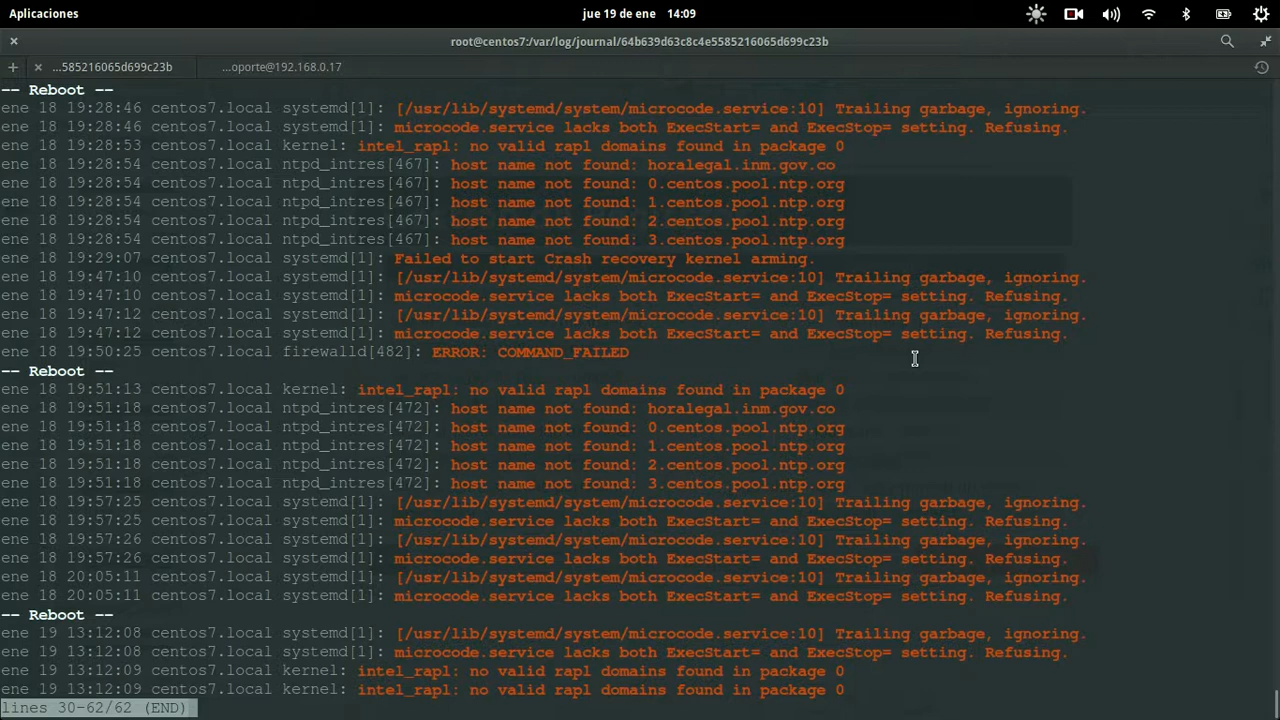 Aplicaciones
jue 19 de ene 14:09
root@centos7:/var/log/journal/64b639d63c8c4e5585216065d699c23b
...585216065d699c23b
...oporte@192.168.0.17
-- Reboot --
ene 18 19:28:46 centos7.local systemd[1]: [/usr/lib/systemd/system/microcode.service:10] Trailing garbage, ignoring.
ene 18 19:28:46 centos7.local systemd[1]: microcode.service lacks both ExecStart= and ExecStop= setting. Refusing.
ene 18 19:28:53 centos7.local kernel: intel_rapl: no valid rapl domains found in package 0
ene 18 19:28:54 centos7.local ntpd_intres[467]: host name not found: horalegal.inm.gov.co
ene 18 19:28:54 centos7.local ntpd_intres[467]: host name not found: 0.centos.pool.ntp.org
ene 18 19:28:54 centos7.local ntpd_intres[467]: host name not found: 1.centos.pool.ntp.org
ene 18 19:28:54 centos7.local ntpd_intres[467]: host name not found: 2.centos.pool.ntp.org
ene 18 19:28:54 centos7.local ntpd_intres[467]: host name not found: 3.centos.pool.ntp.org
ene 18 19:29:07 centos7.local systemd[1]: Failed to start Crash recovery kernel arming.
ene 18 19:47:10 centos7.local systemd[1]: [/usr/lib/systemd/system/microcode.service:10] Trailing garbage, ignoring.
ene 18 19:47:10 centos7.local systemd[1]: microcode.service lacks both ExecStart= and ExecStop= setting. Refusing.
ene 18 19:47:12 centos7.local systemd[1]: [/usr/lib/systemd/system/microcode.service:10] Trailing garbage, ignoring.
ene 18 19:47:12 centos7.local systemd[1]: microcode.service lacks both ExecStart= and ExecStop= setting. Refusing.
ene 18 19:50:25 centos7.local firewalld[482]: ERROR: COMMAND_FAILED
-- Reboot --
ene 18 19:51:13 centos7.local kernel: intel_rapl: no valid rapl domains found in package 0
ene 18 19:51:18 centos7.local ntpd_intres[472]: host name not found: horalegal.inm.gov.co
ene 18 19:51:18 centos7.local ntpd_intres[472]: host name not found: 0.centos.pool.ntp.org
ene 18 19:51:18 centos7.local ntpd_intres[472]: host name not found: 1.centos.pool.ntp.org
ene 18 19:51:18 centos7.local ntpd_intres[472]: host name not found: 2.centos.pool.ntp.org
ene 18 19:51:18 centos7.local ntpd_intres[472]: host name not found: 3.centos.pool.ntp.org
ene 18 19:57:25 centos7.local systemd[1]: [/usr/lib/systemd/system/microcode.service:10] Trailing garbage, ignoring.
ene 18 19:57:25 centos7.local systemd[1]: microcode.service lacks both ExecStart= and ExecStop= setting. Refusing.
ene 18 19:57:26 centos7.local systemd[1]: [/usr/lib/systemd/system/microcode.service:10] Trailing garbage, ignoring.
ene 18 19:57:26 centos7.local systemd[1]: microcode.service lacks both ExecStart= and ExecStop= setting. Refusing.
ene 18 20:05:11 centos7.local systemd[1]: [/usr/lib/systemd/system/microcode.service:10] Trailing garbage, ignoring.
ene 18 20:05:11 centos7.local systemd[1]: microcode.service lacks both ExecStart= and ExecStop= setting. Refusing.
-- Reboot --
ene 19 13:12:08 centos7.local systemd[1]: [/usr/lib/systemd/system/microcode.service:10] Trailing garbage, ignoring.
ene 19 13:12:08 centos7.local systemd[1]: microcode.service lacks both ExecStart= and ExecStop= setting. Refusing.
ene 19 13:12:09 centos7.local kernel: intel_rapl: no valid rapl domains found in package 0
ene 19 13:12:09 centos7.local kernel: intel_rapl: no valid rapl domains found in package 0
lines 30-62/62 (END)